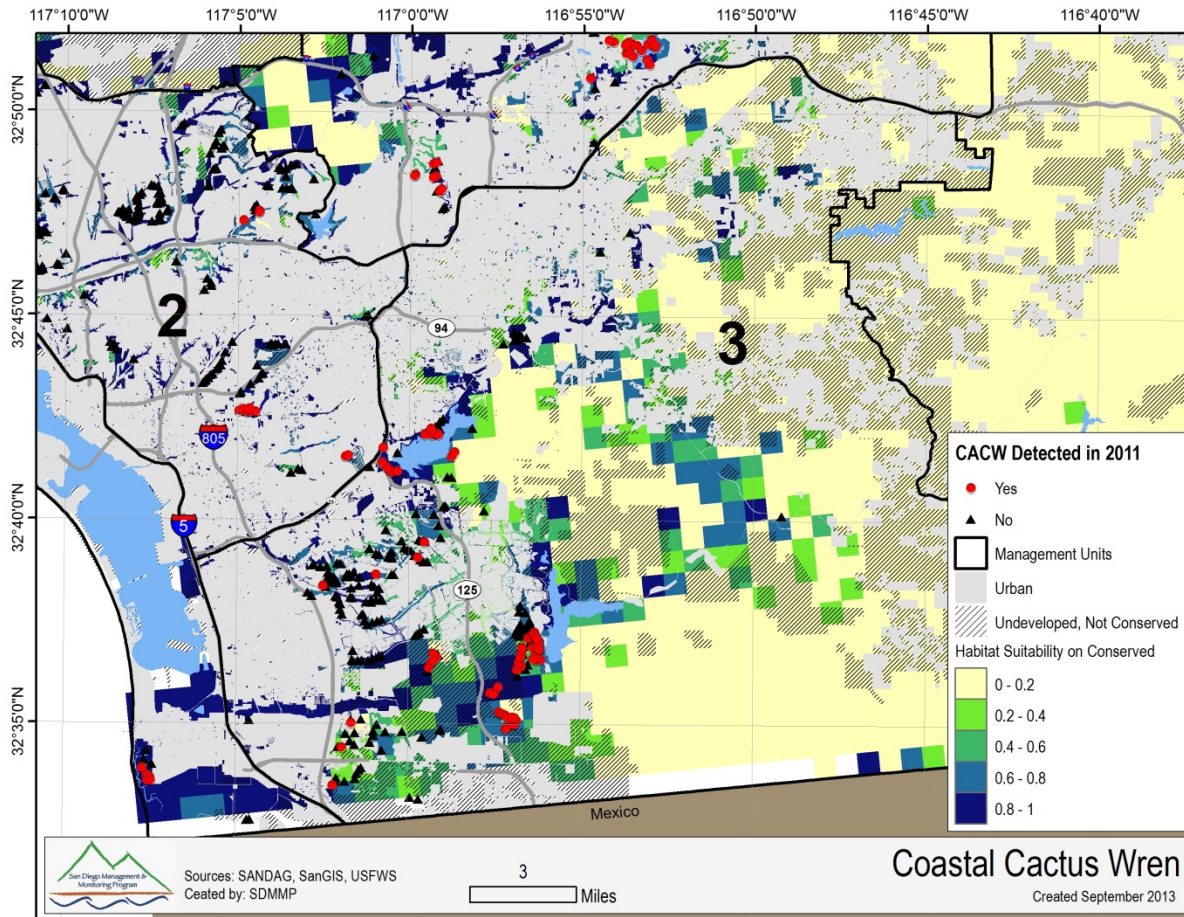 117°10'0"W 117°5'0"W 117°0'0"W 116°55'0"W 116°50'0"W 116°45'0"W 116°40'0"W
32°50'0"N
32°45'0"N
32°40'0"N
32°35'0"N
2
3
94
805
5
125
Mexico
CACW Detected in 2011
Yes
No
Management Units
Urban
Undeveloped, Not Conserved
Habitat Suitability on Conserved
0 - 0.2
0.2 - 0.4
0.4 - 0.6
0.6 - 0.8
0.8 - 1
San Diego Management &
Monitoring Program
Sources: SANDAG, SanGIS, USFWS
Ceated by: SDMMP
3
Miles
Coastal Cactus Wren
Created September 2013